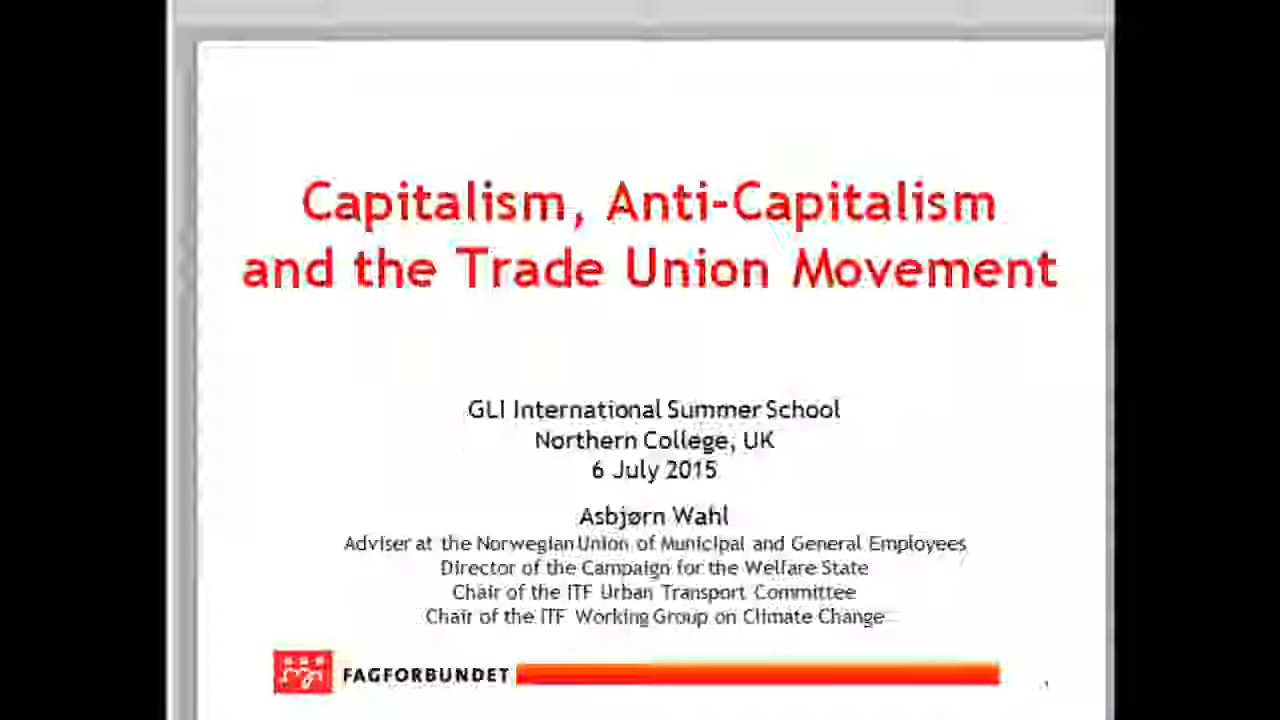 Capitalism, Anti-Capitalism
and the Trade Union Movement
GLI International Summer School
Northern College, UK
6 July 2015
Asbjørn Wahl
Adviser at the Norwegian Union of Municipal and General Employees
Director of the Campaign for the Welfare State
Chair of the ITF Urban Transport Committee
Chair of the ITF Working Group on Climate Change
FAGFORBUNDET